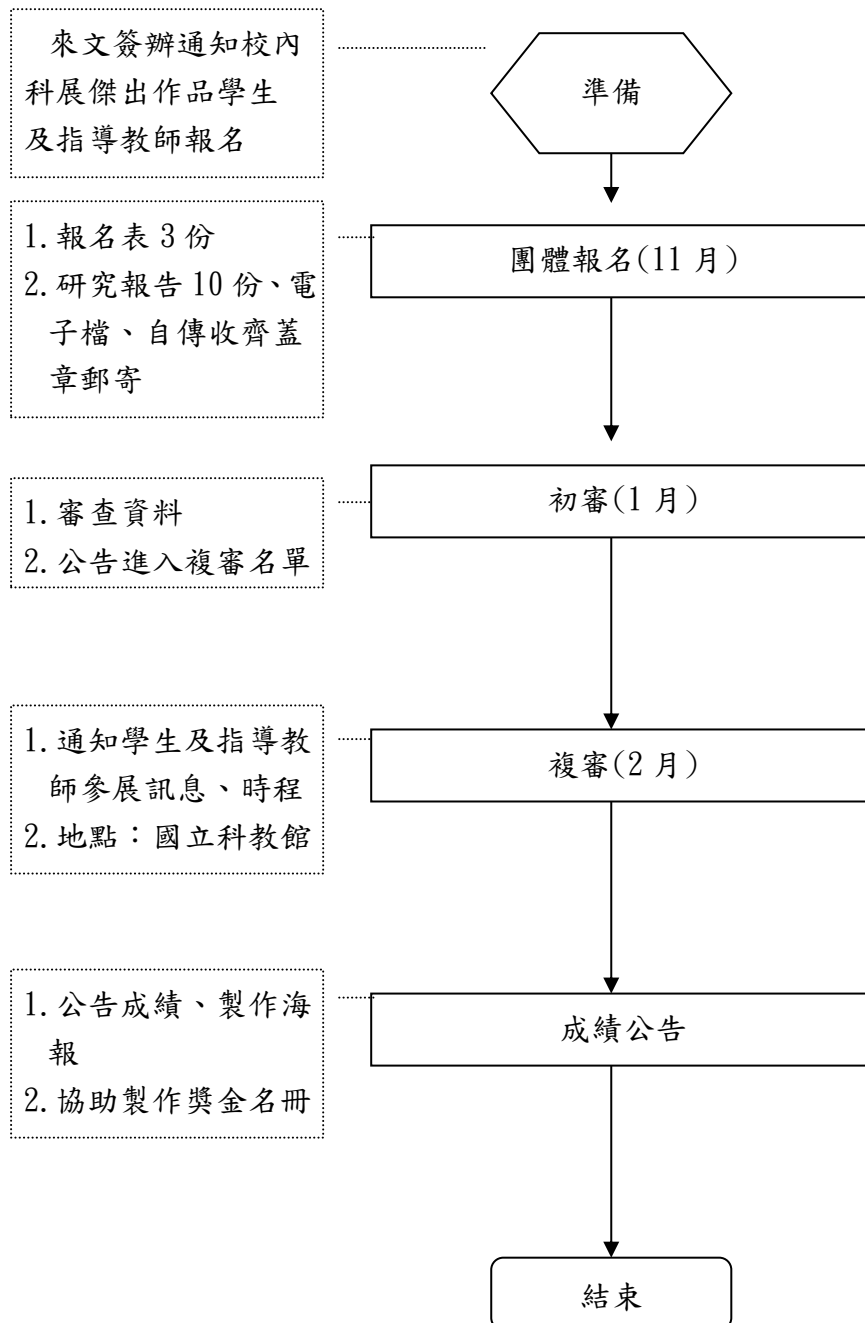 來文簽辦通知校內
科展傑出作品學生
及指導教師報名
準備
1.報名表 3 份
2.研究報告 10 份、電
子檔、自傳收齊蓋
章郵寄
團體報名(11 月)
1.審查資料
2.公告進入複審名單
初審(1 月)
1.通知學生及指導教
師參展訊息、時程
2.地點：國立科教館
複審(2 月)
1.公告成績、製作海
報
2.協助製作獎金名冊
成績公告
結束